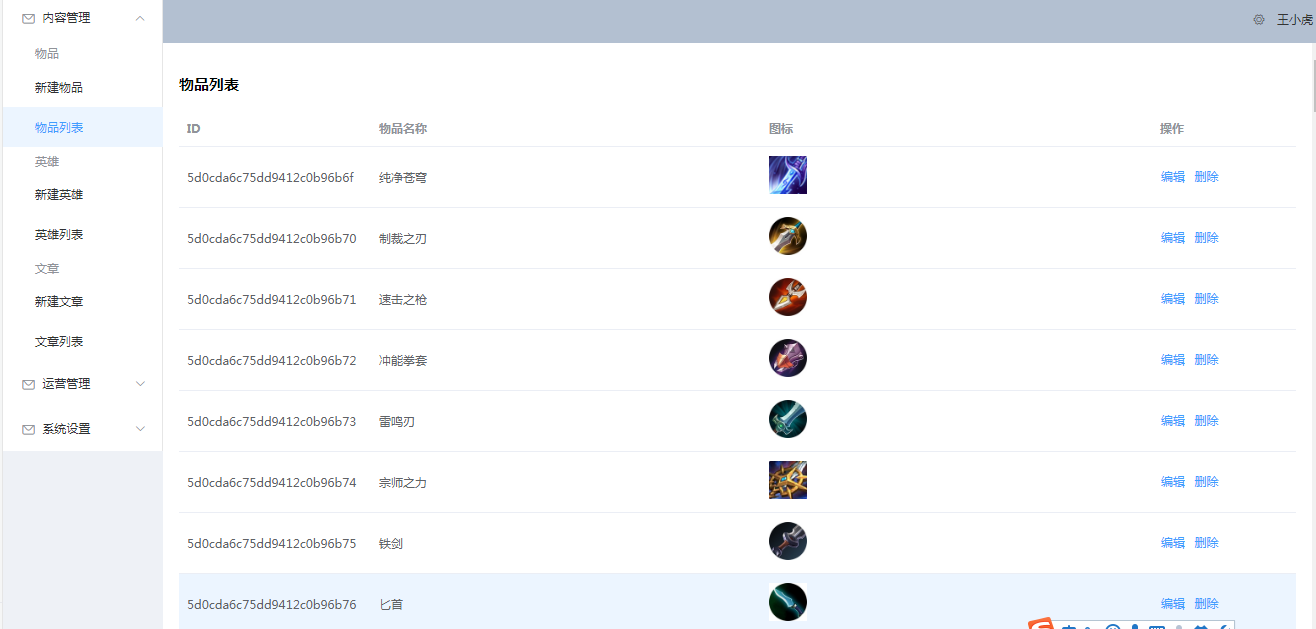 内容管理
物品
新建物品
物品列表
英雄
新建英雄
英雄列表
文章
新建文章
文章列表
运营管理
系统设置
王小虎
物品列表
ID 物品名称 图标 操作
5d0cda6c75dd9412c0b96b6f 纯净苍穹 编辑 删除
5d0cda6c75dd9412c0b96b70 制裁之刃 编辑 删除
5d0cda6c75dd9412c0b96b71 速击之枪 编辑 删除
5d0cda6c75dd9412c0b96b72 冲能拳套 编辑 删除
5d0cda6c75dd9412c0b96b73 雷鸣刃 编辑 删除
5d0cda6c75dd9412c0b96b74 宗师之力 编辑 删除
5d0cda6c75dd9412c0b96b75 铁剑 编辑 删除
5d0cda6c75dd9412c0b96b76 匕首 编辑 删除